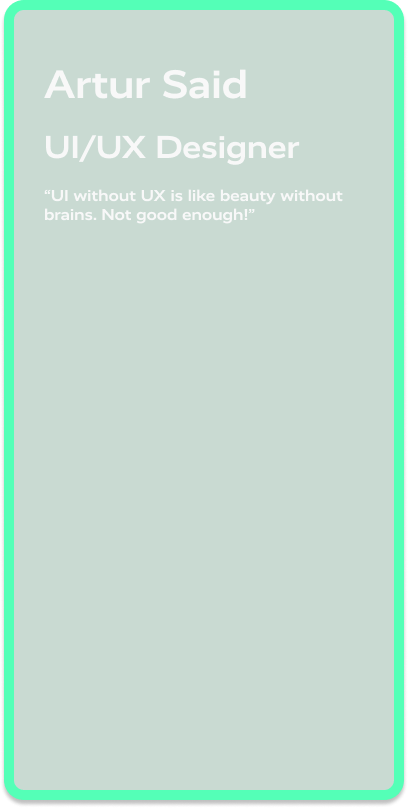 Artur Said
UI/UX Designer
“UI without UX is like beauty without
brains. Not good enough!”